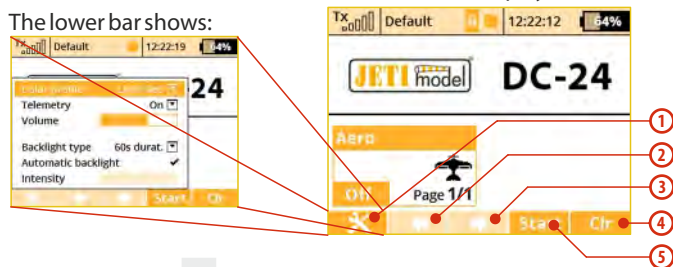 The lower bar shows:
Tx Default 12:22:19 64%
24
Telemetry On
Volume
Backlight type 60s durat.
Automatic backlight
Intensity
Start Clr
Tx Default 12:22:12 64%
JETI model DC-24
Aero
Off Page 1/1
Start Clr
1
2
3
4
5